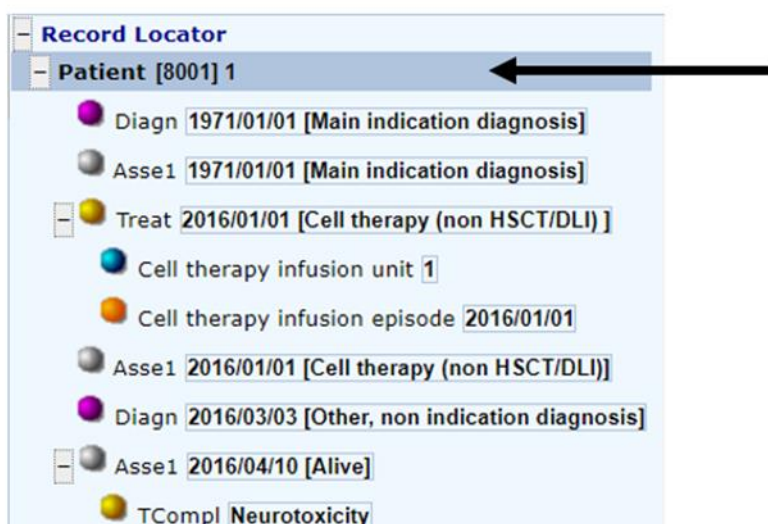 Record Locator
Patient [8001] 1
Diagn 1971/01/01 [Main indication diagnosis]
Asse1 1971/01/01 [Main indication diagnosis]
Treat 2016/01/01 [Cell therapy (non HSCT/DLI) ]
Cell therapy infusion unit 1
Cell therapy infusion episode 2016/01/01
Asse1 2016/01/01 [Cell therapy (non HSCT/DLI)]
Diagn 2016/03/03 [Other, non indication diagnosis]
Asse1 2016/04/10 [Alive]
TCompl Neurotoxicity